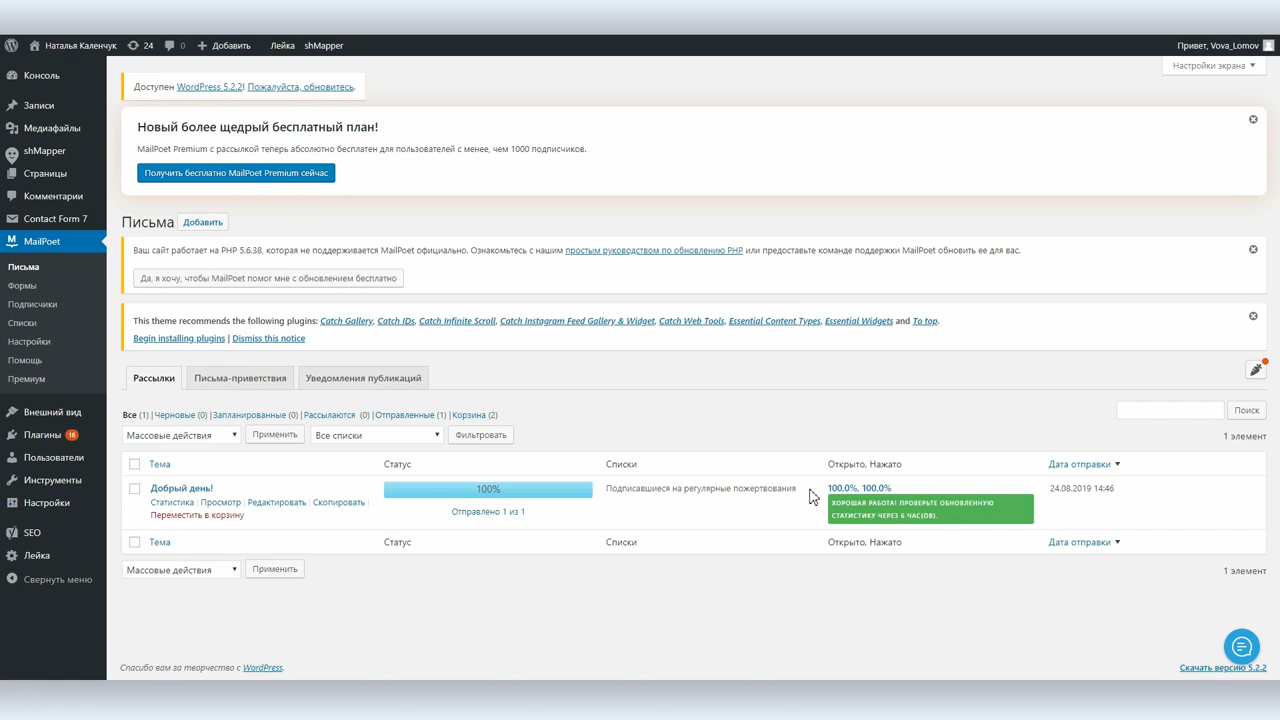 Наталья Каленчук 24 0 Добавить Лейка shMapper Привет, Vova_Lomov
Настройки экрана ▼
Консоль
Записи
Медиафайлы
shMapper
Страницы
Комментарии
Contact Form 7
MailPoet
Письма
Формы
Подписчики
Списки
Настройки
Помощь
Премиум
Внешний вид
Плагины 16
Пользователи
Инструменты
Настройки
SEO
Лейка
Свернуть меню
Доступен WordPress 5.2.2! Пожалуйста, обновитесь.
Новый более щедрый бесплатный план!
MailPoet Premium с рассылкой теперь абсолютно бесплатен для пользователей с менее, чем 1000 подписчиков.
Получить бесплатно MailPoet Premium сейчас
Письма Добавить
Ваш сайт работает на PHP 5.6.38, которая не поддерживается MailPoet официально. Ознакомьтесь с нашим простым руководством по обновлению PHP или предоставьте команде поддержки MailPoet обновить ее для вас.
Да, я хочу, чтобы MailPoet помог мне с обновлением бесплатно
This theme recommends the following plugins: Catch Gallery, Catch IDs, Catch Infinite Scroll, Catch Instagram Feed Gallery & Widget, Catch Web Tools, Essential Content Types, Essential Widgets and To top.
Begin installing plugins | Dismiss this notice
Рассылки Письма-приветствия Уведомления публикаций
Все (1) | Черновые (0) | Запланированные (0) | Рассылаются (0) | Отправленные (1) | Корзина (2)
Поиск
Массовые действия ▼ Применить Все списки ▼ Фильтровать
1 элемент
Тема Статус Списки Открыто, Нажато Дата отправки ▼
Добрый день! 100% Подписавшиеся на регулярные пожертвования 100,0%, 100,0% 24.08.2019 14:46
Статистика | Просмотр | Редактировать | Скопировать |
Переместить в корзину
Отправлено 1 из 1
ХОРОШАЯ РАБОТА! ПРОВЕРЬТЕ ОБНОВЛЕННУЮ
СТАТИСТИКУ ЧЕРЕЗ 6 ЧАС(ОВ).
Тема Статус Списки Открыто, Нажато Дата отправки ▼
Массовые действия ▼ Применить
1 элемент
Спасибо вам за творчество с WordPress.
Скачать версию 5.2.2